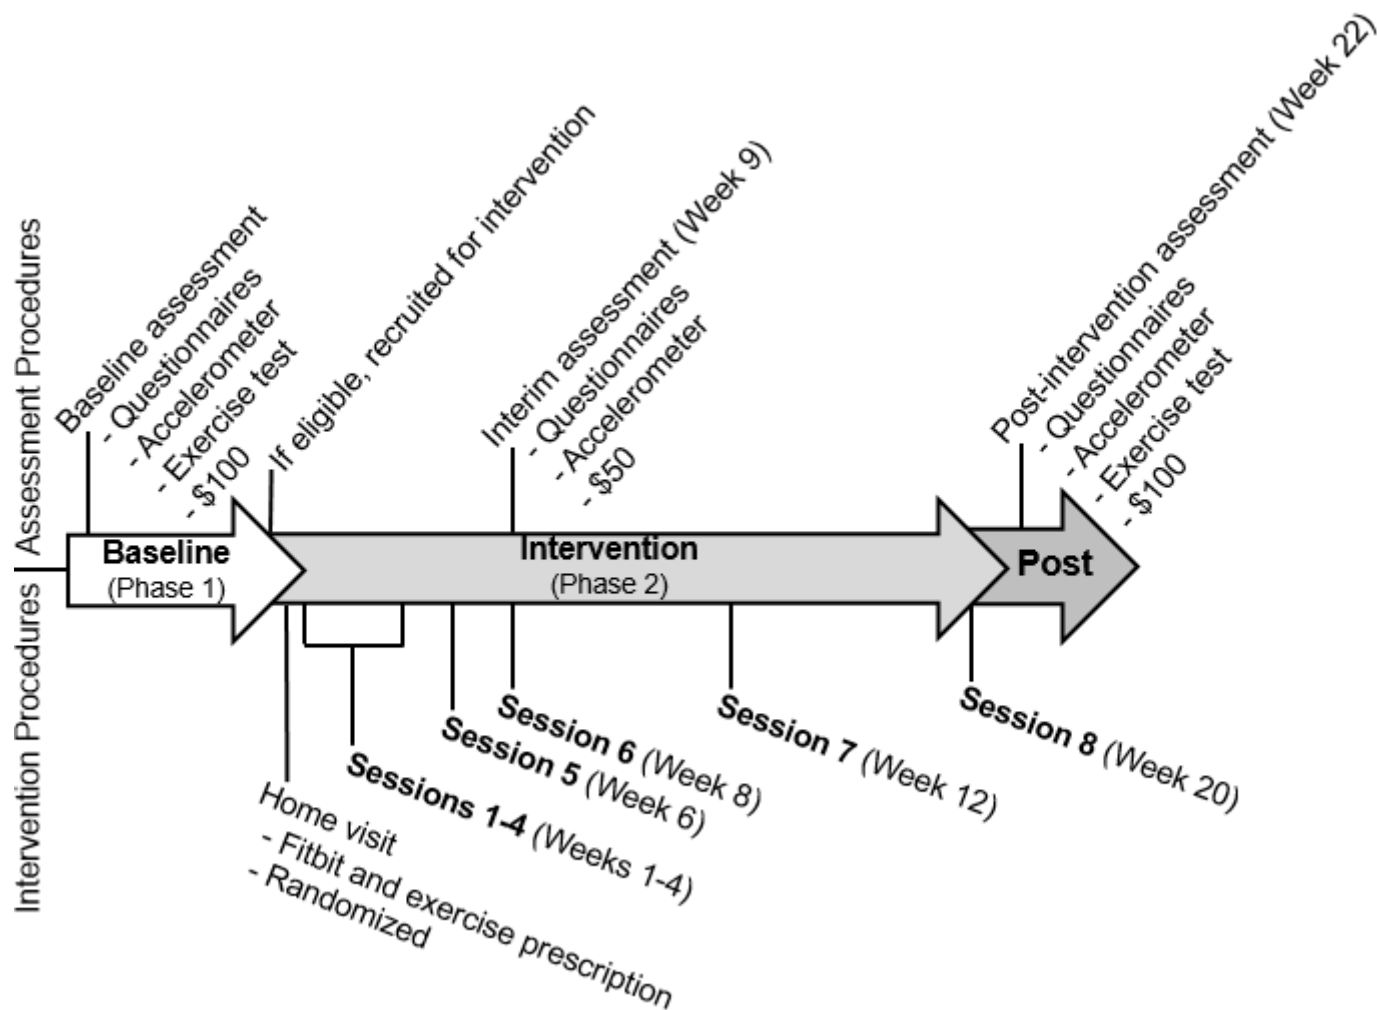 Assessment Procedures
Baseline assessment
- Questionnaires
- Accelerometer
- Exercise test
- $100
If eligible, recruited for intervention
Interim assessment (Week 9)
- Questionnaires
- Accelerometer
- $50
Post-intervention assessment (Week 22)
- Questionnaires
- Accelerometer
- Exercise test
- $100
Baseline
(Phase 1)
Intervention
(Phase 2)
Post
Intervention Procedures
Home visit
- Fitbit and exercise prescription
- Randomized
Sessions 1-4 (Weeks 1-4)
Session 5 (Week 6)
Session 6 (Week 8)
Session 7 (Week 12)
Session 8 (Week 20)